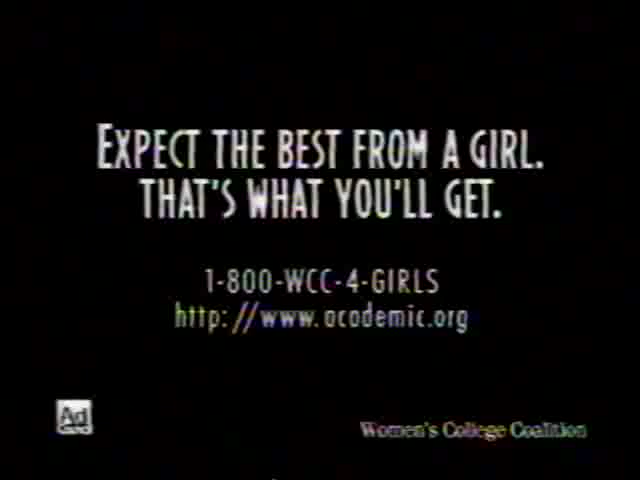 EXPECT THE BEST FROM A GIRL.
THAT'S WHAT YOU'LL GET.
1-800-WCC-4-GIRLS
http://www.academic.org
Ad
Women's College Coalition